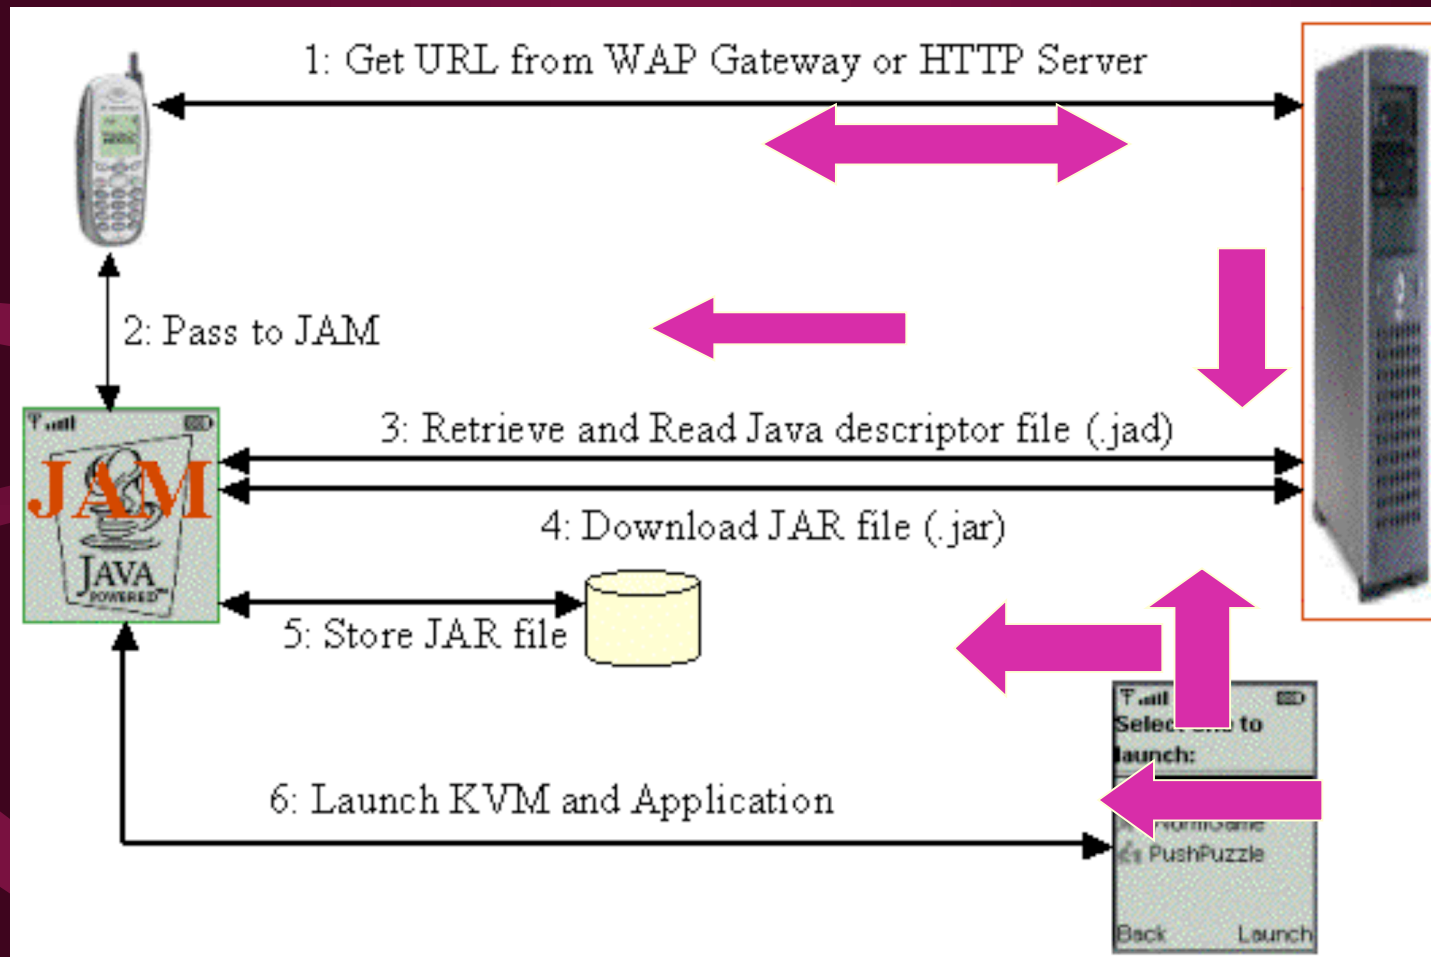 1: Get URL from WAP Gateway or HTTP Server
2: Pass to JAM
3: Retrieve and Read Java descriptor file (.jad)
JAM
4: Download JAR file (.jar)
JAVA
POWERED™
5: Store JAR file
Select to
launch:
6: Launch KVM and Application
PushPuzzle
Back Launch